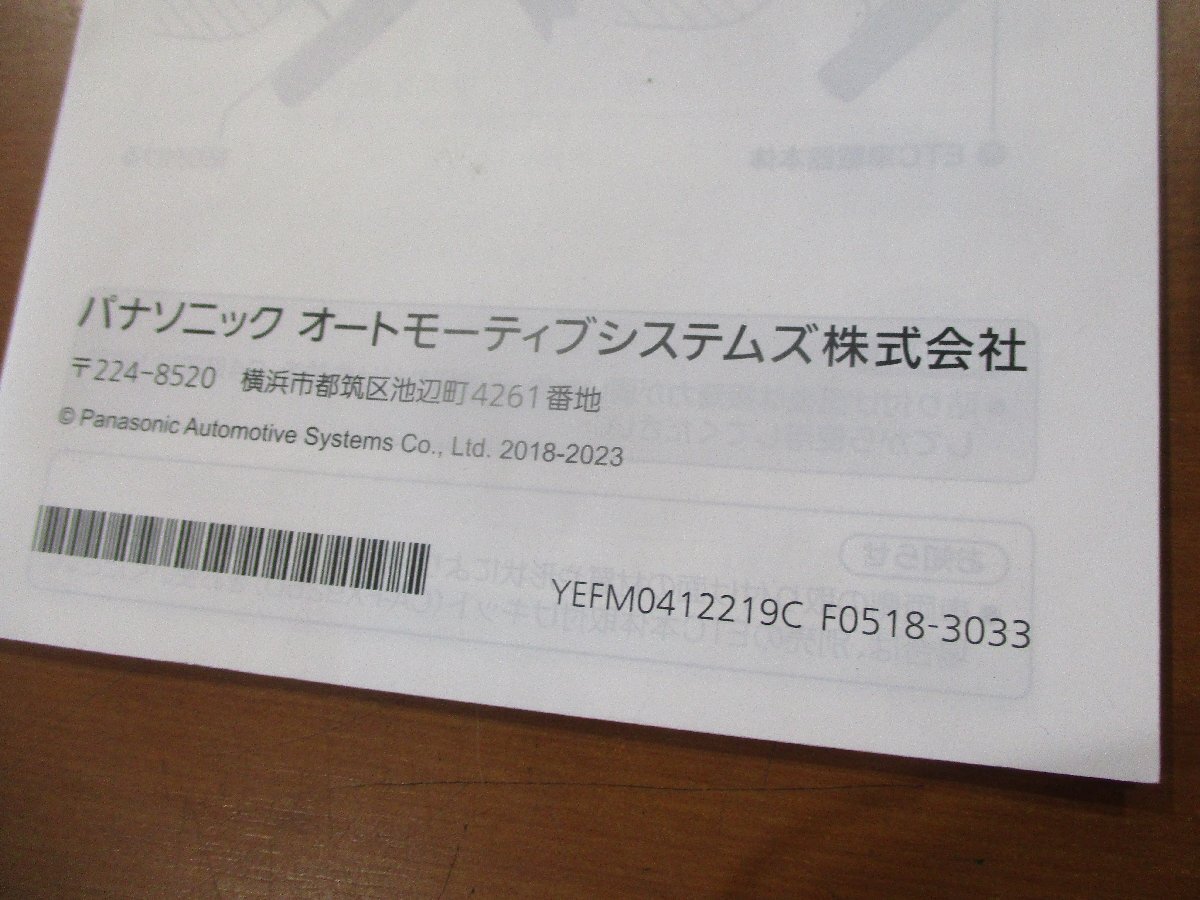 パナソニック オートモーティブシステムズ株式会社
〒224-8520 横浜市都筑区池辺町4261番地
© Panasonic Automotive Systems Co., Ltd. 2018-2023
YEFM0412219C F0518-3033